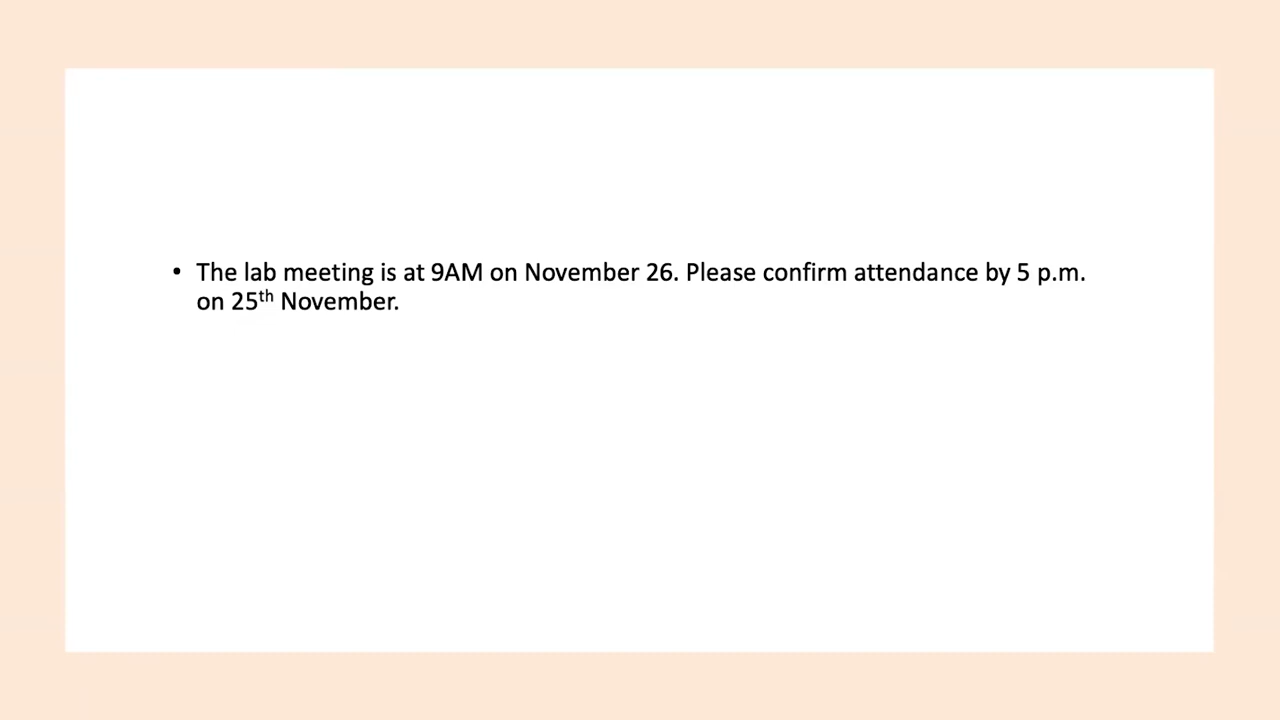 • The lab meeting is at 9AM on November 26. Please confirm attendance by 5 p.m.
on 25th November.